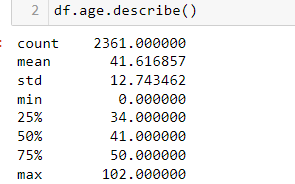 2 df.age.describe()
count 2361.000000
mean 41.616857
std 12.743462
min 0.000000
25% 34.000000
50% 41.000000
75% 50.000000
max 102.000000